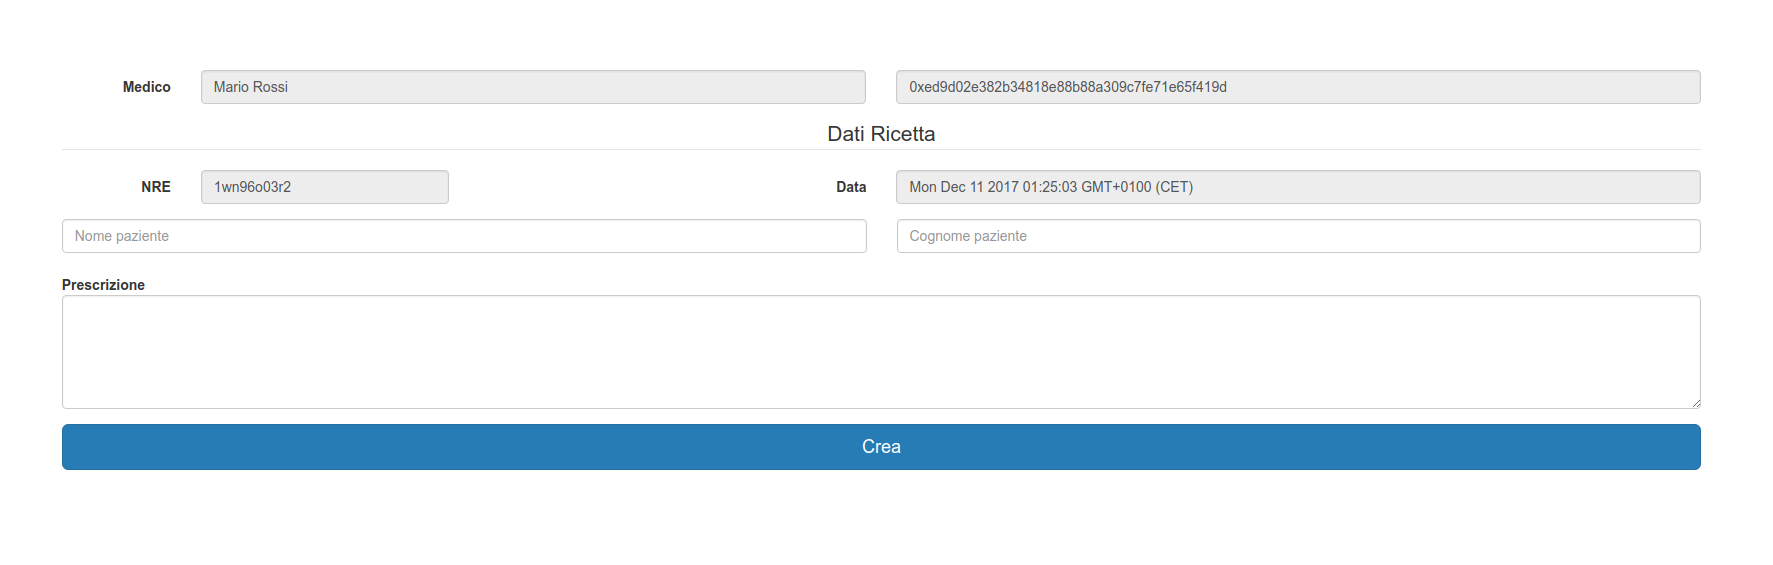 Medico Mario Rossi 0xed9d02e382b34818e88b88a309c7fe71e65f419d
Dati Ricetta
NRE 1wn96o03r2 Data Mon Dec 11 2017 01:25:03 GMT+0100 (CET)
Nome paziente Cognome paziente
Prescrizione
Crea